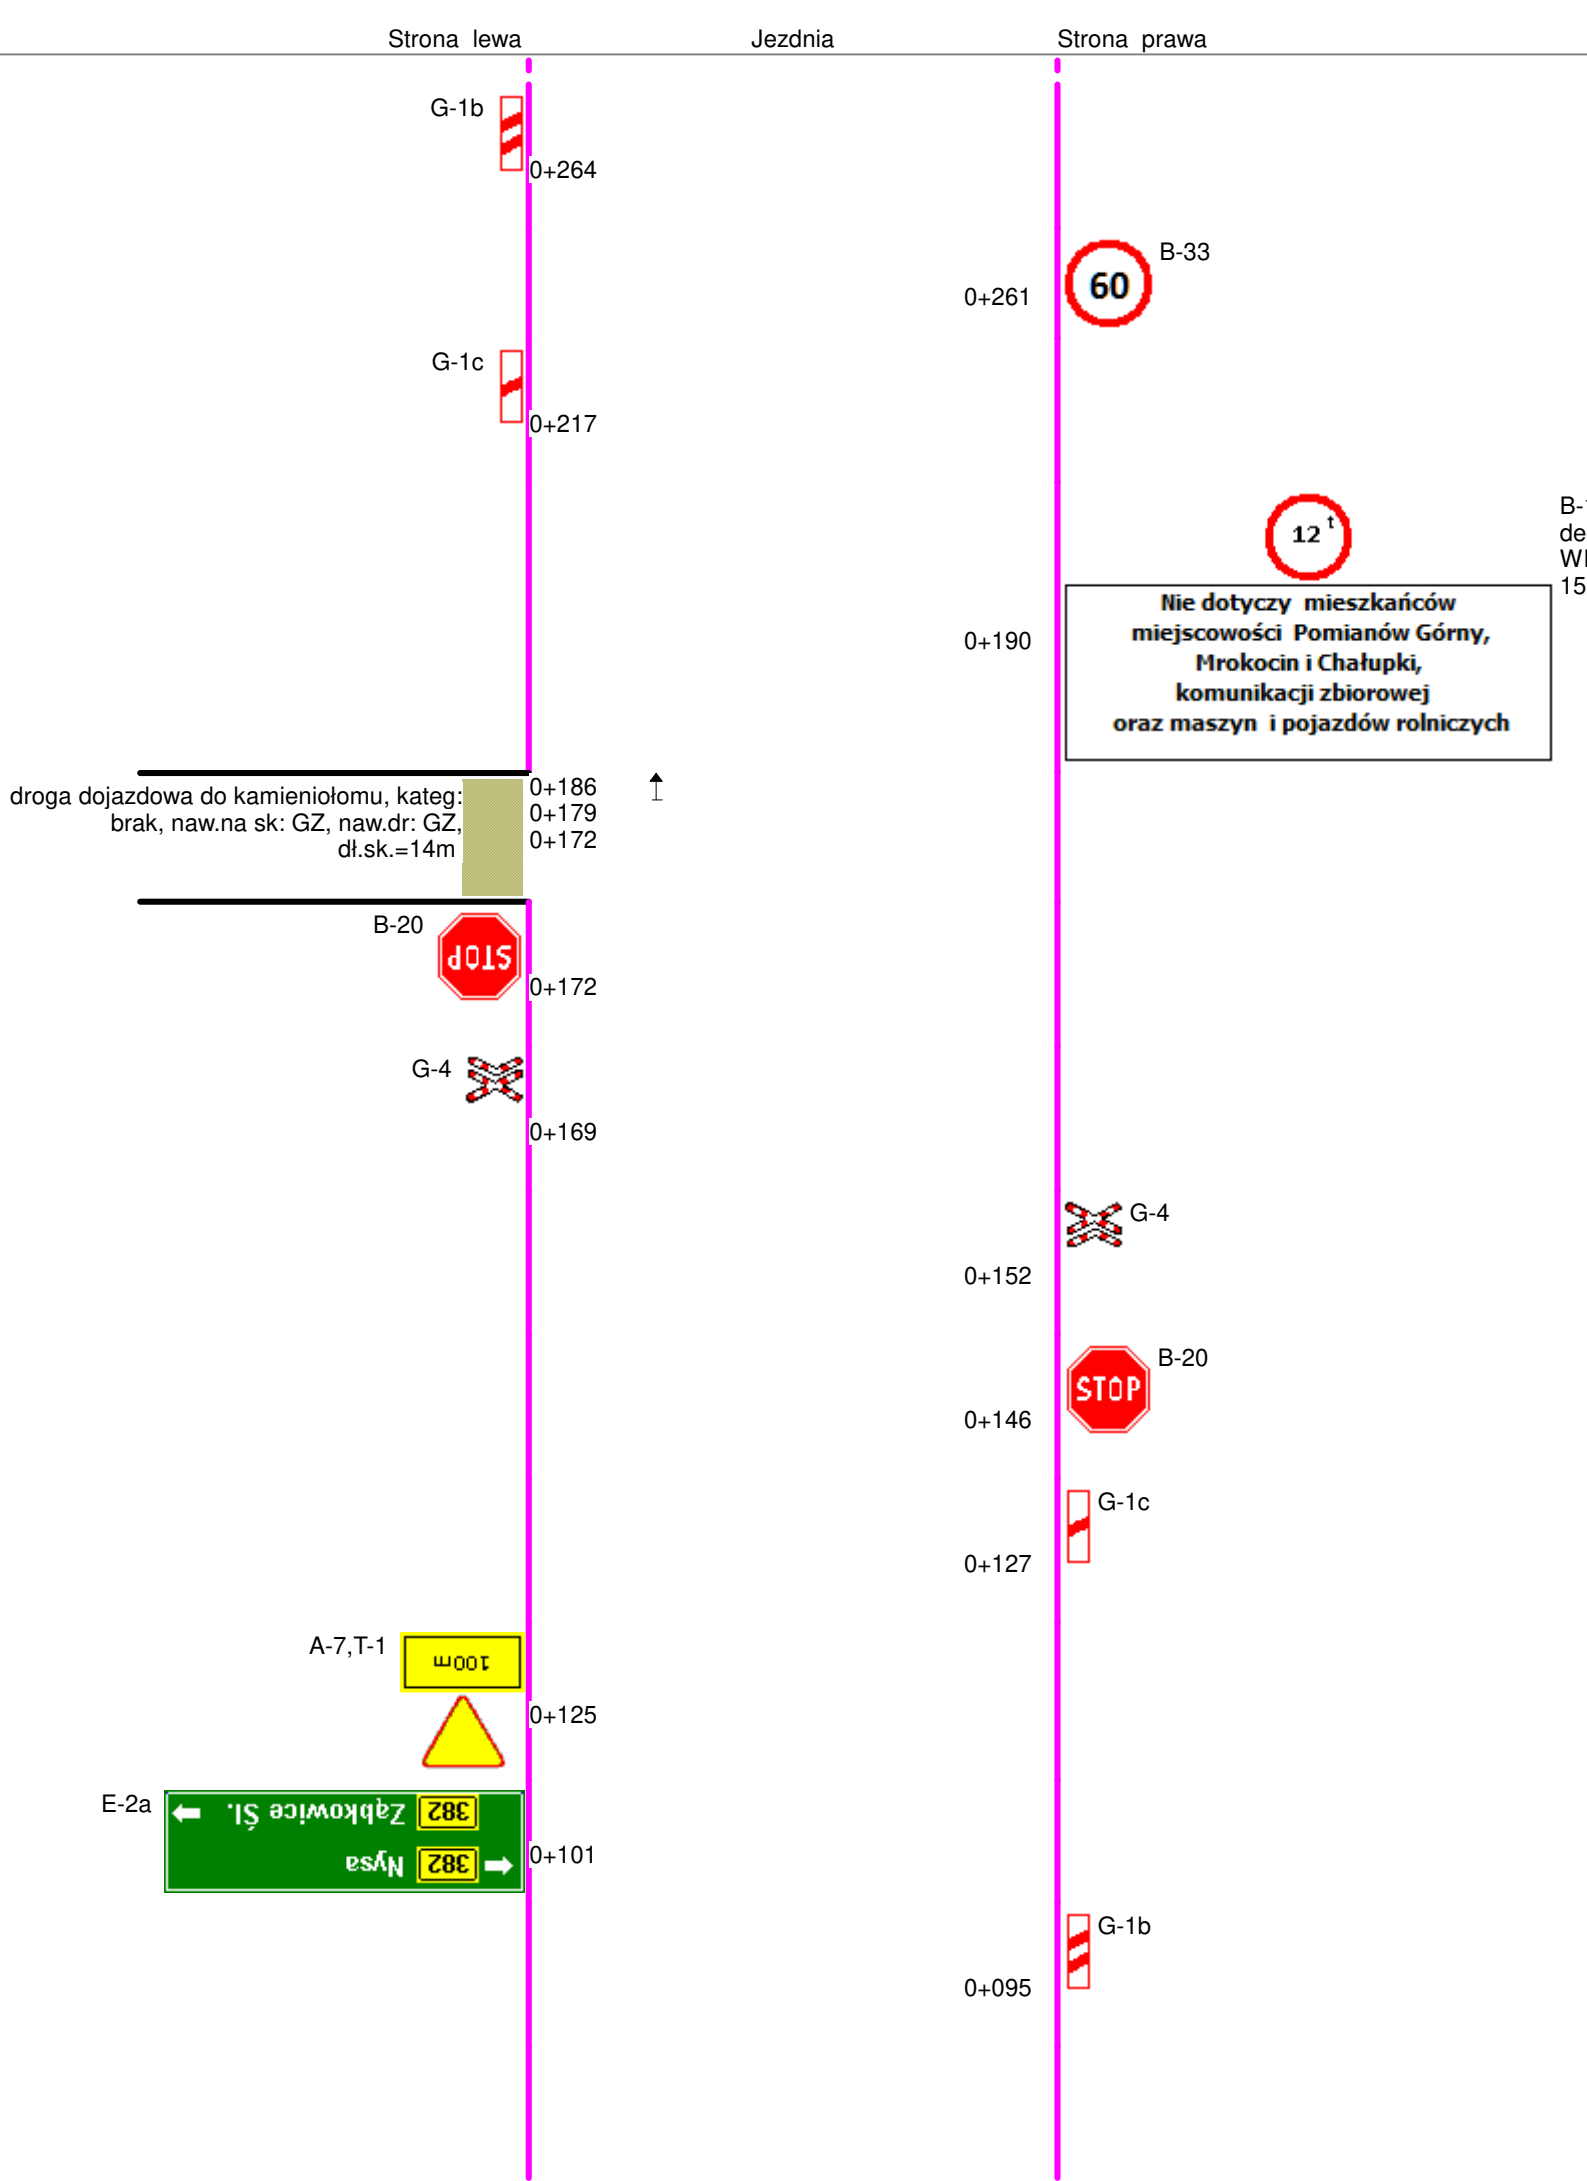 Strona lewa
Jezdnia
Strona prawa
G-1b
0+264
B-33
60
0+261
G-1c
0+217
12 t
B-1
de
15
0+190
Nie dotyczy mieszkańców
miejscowości Pomianów Górny,
Mrokocin i Chałupki,
komunikacji zbiorowej
oraz maszyn i pojazdów rolniczych
droga dojazdowa do kamieniołomu, kateg:
brak, naw.na sk: GZ, naw.dr: GZ,
dł.sk.=14m
0+186
0+179
0+172
B-20
STOP
0+172
G-4
0+169
G-4
0+152
B-20
STOP
0+146
G-1c
0+127
A-7,T-1
100m
0+125
E-2a
382 Ząbkowice Śl.
Nysa 382
0+101
G-1b
0+095